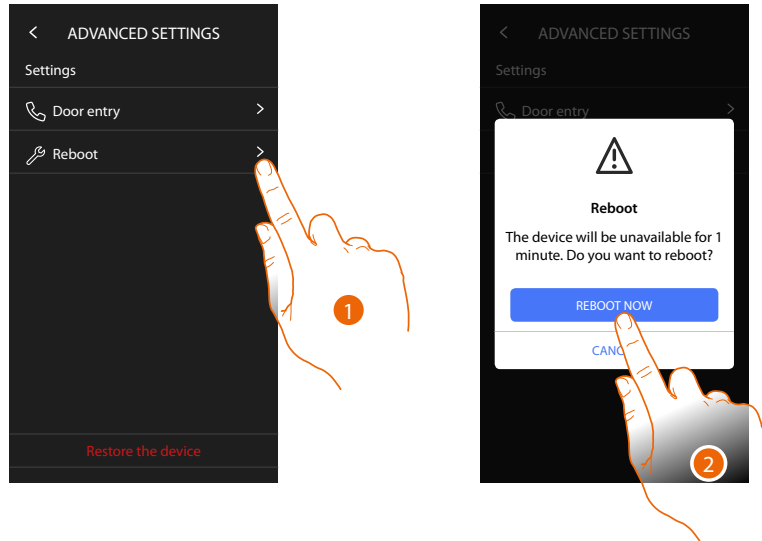 ADVANCED SETTINGS
Settings
Door entry
Reboot
Restore the device
1
ADVANCED SETTINGS
Settings
Door entry
Reboot
The device will be unavailable for 1
minute. Do you want to reboot?
REBOOT NOW
CANC
2